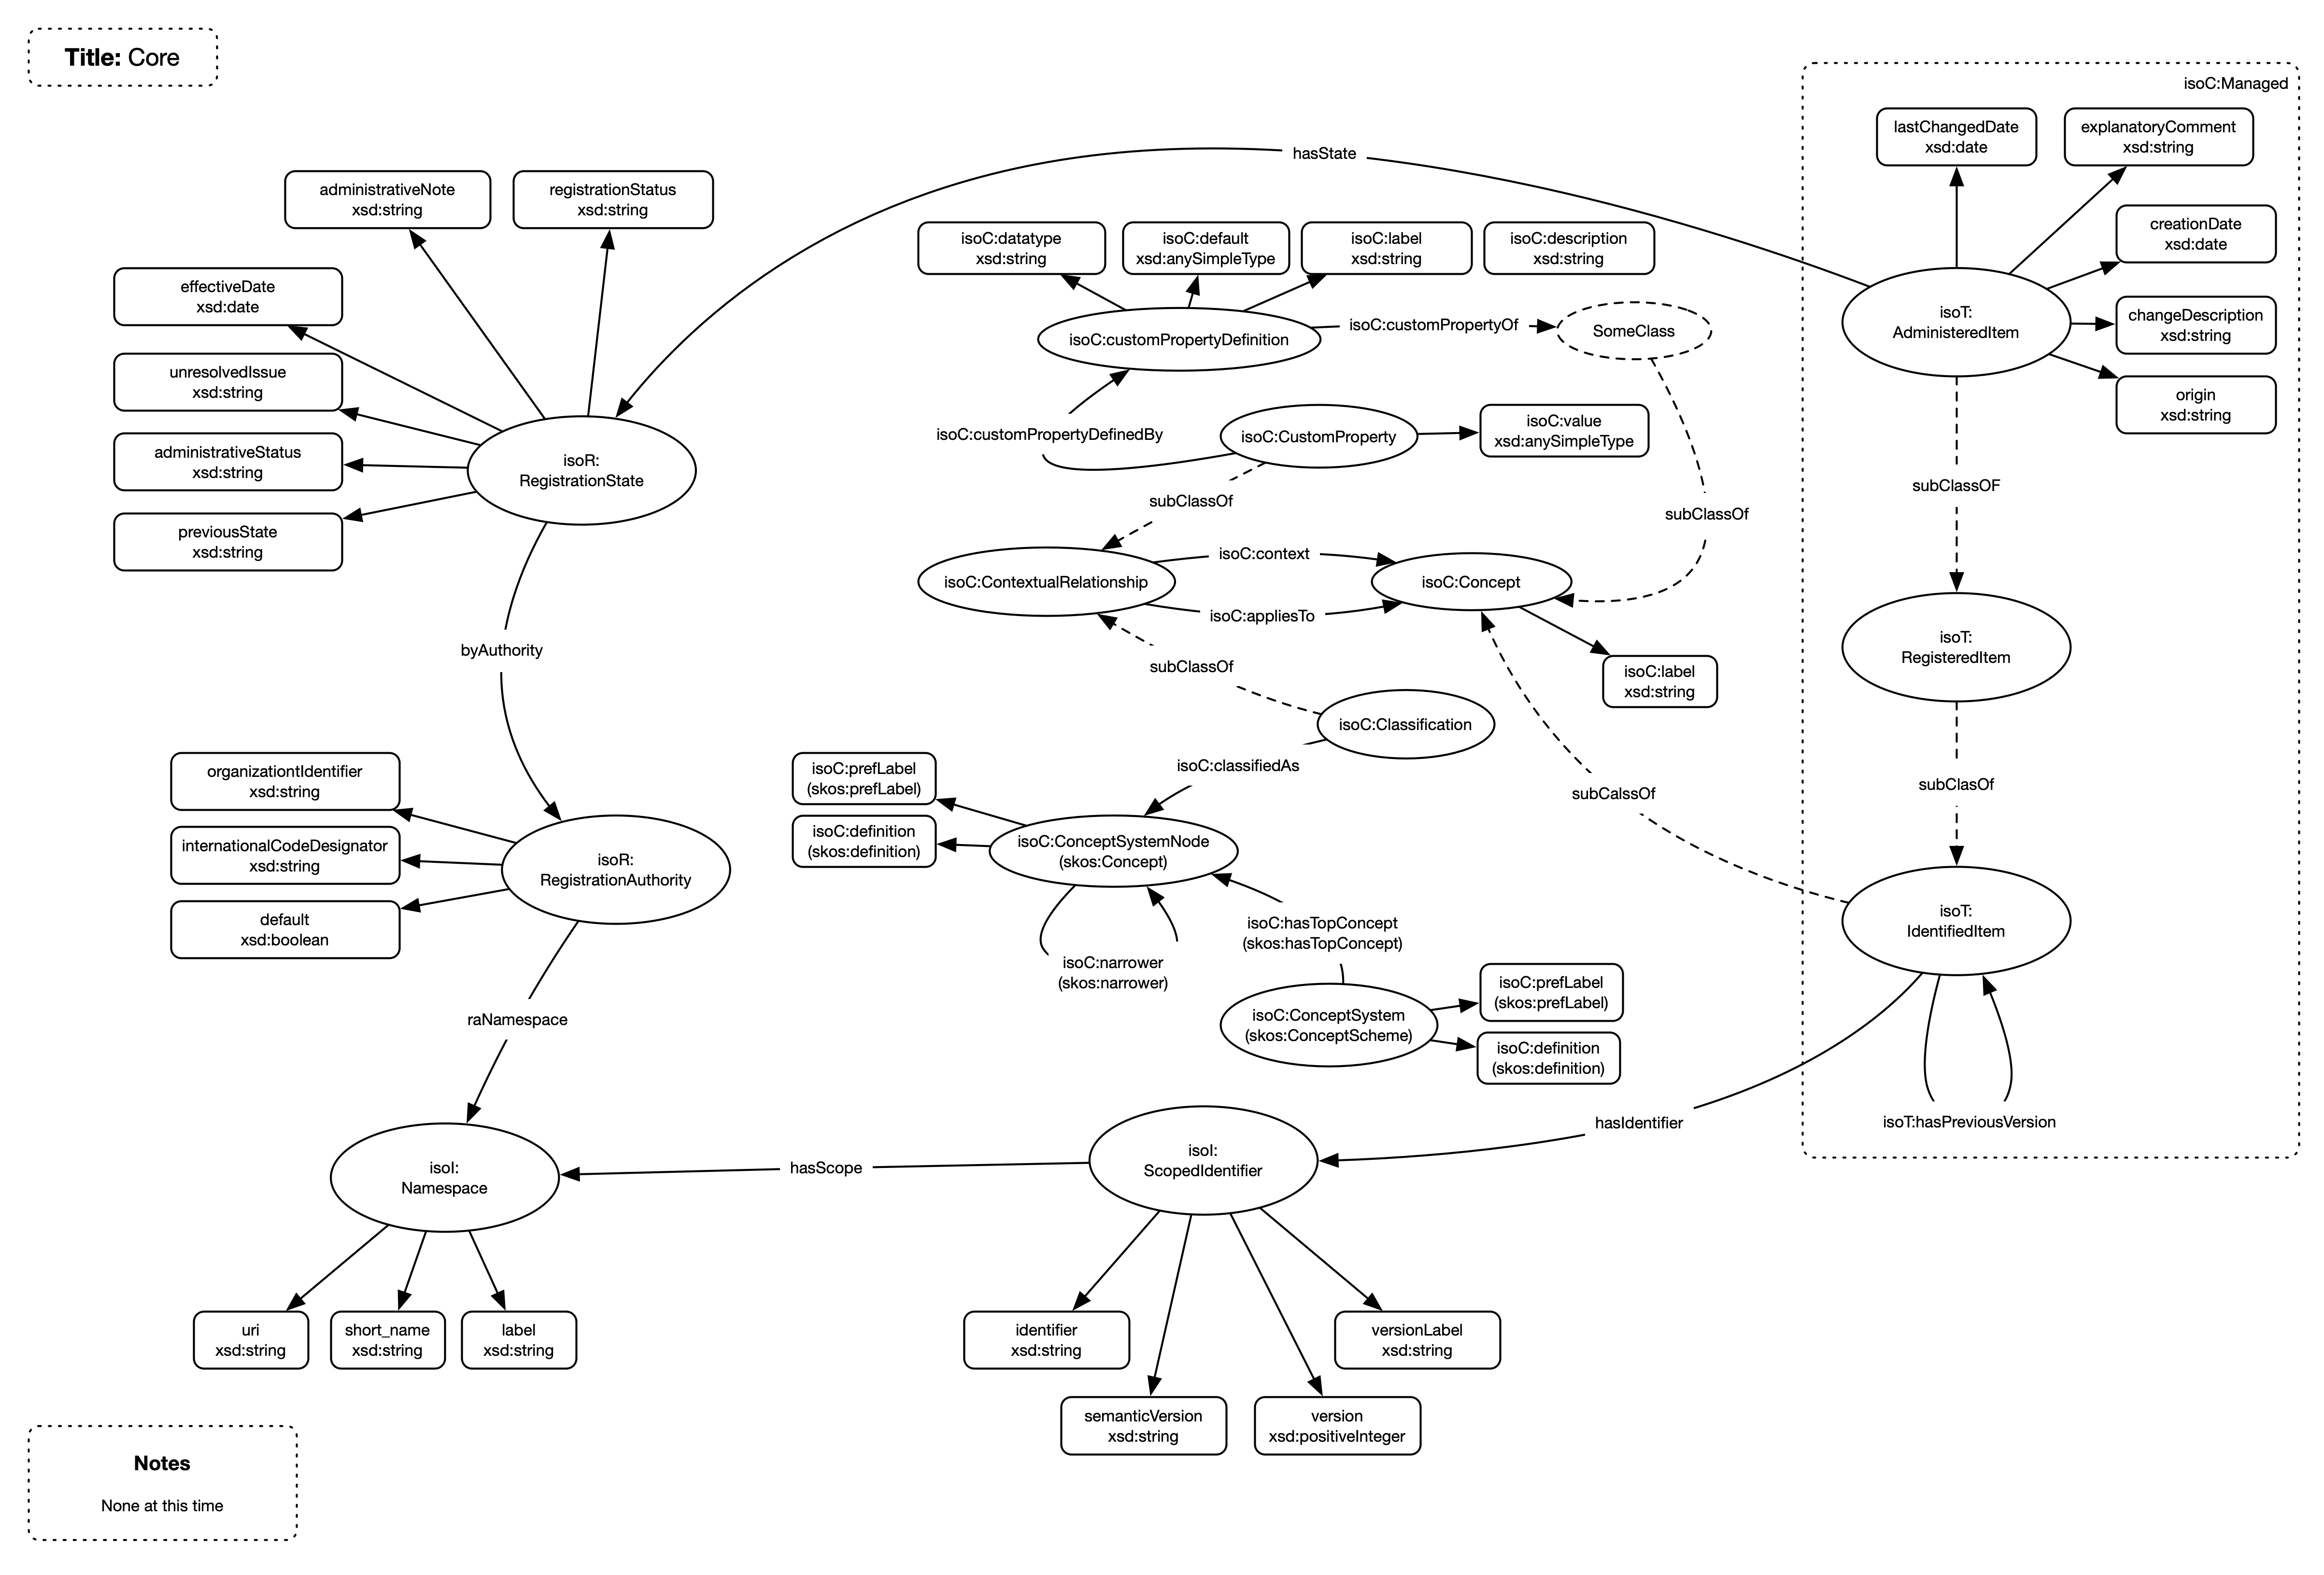 Title: Core
isoC:Managed
lastChangedDate
xsd:date
explanatoryComment
xsd:string
hasState
administrativeNote
xsd:string
registrationStatus
xsd:string
creationDate
xsd:date
isoC:datatype
xsd:string
isoC:default
xsd:anySimpleType
isoC:label
xsd:string
isoC:description
xsd:string
effectiveDate
xsd:date
changeDescription
xsd:string
isoT:
AdministeredItem
isoC:customPropertyDefinition
isoC:customPropertyOf
SomeClass
unresolvedIssue
xsd:string
origin
xsd:string
isoC:customPropertyDefinedBy
isoC:CustomProperty
isoC:value
xsd:anySimpleType
administrativeStatus
xsd:string
isoR:
RegistrationState
subClassOF
subClassOf
subClassOf
previousState
xsd:string
isoC:ContextualRelationship
isoC:context
isoC:Concept
isoC:appliesTo
byAuthority
isoT:
RegisteredItem
subClassOf
isoC:label
xsd:string
isoC:Classification
isoC:classifiedAs
organizationtIdentifier
xsd:string
isoC:prefLabel
(skos:prefLabel)
subCalssOf
subClasOf
isoC:definition
(skos:definition)
isoC:ConceptSystemNode
(skos:Concept)
internationalCodeDesignator
xsd:string
isoR:
RegistrationAuthority
default
xsd:boolean
isoC:hasTopConcept
(skos:hasTopConcept)
isoT:
IdentifiedItem
isoC:narrower
(skos:narrower)
isoC:prefLabel
(skos:prefLabel)
raNamespace
isoC:ConceptSystem
(skos:ConceptScheme)
isoC:definition
(skos:definition)
hasIdentifier
isoT:hasPreviousVersion
isoI:
Namespace
hasScope
isoI:
ScopedIdentifier
uri
xsd:string
short_name
xsd:string
label
xsd:string
identifier
xsd:string
versionLabel
xsd:string
semanticVersion
xsd:string
version
xsd:positiveInteger
Notes
None at this time